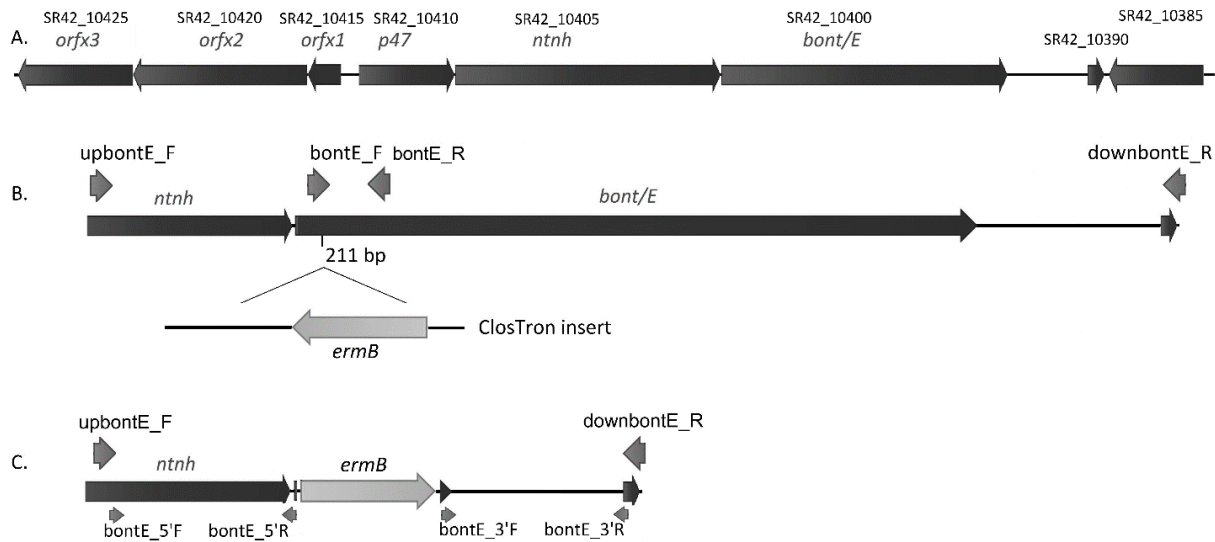 A.
SR42_10425 SR42_10420 SR42_10415 SR42_10410 SR42_10405 SR42_10400 SR42_10385
orfx3 orfx2 orfx1 p47 ntnh bont/E SR42_10390
upbontE_F bontE_F bontE_R downbontE_R
B.
ntnh bont/E
211 bp
ClosTron insert
ermB
upbontE_F downbontE_R
C.
ntnh ermB
bontE_5'F bontE_5'R bontE_3'F bontE_3'R